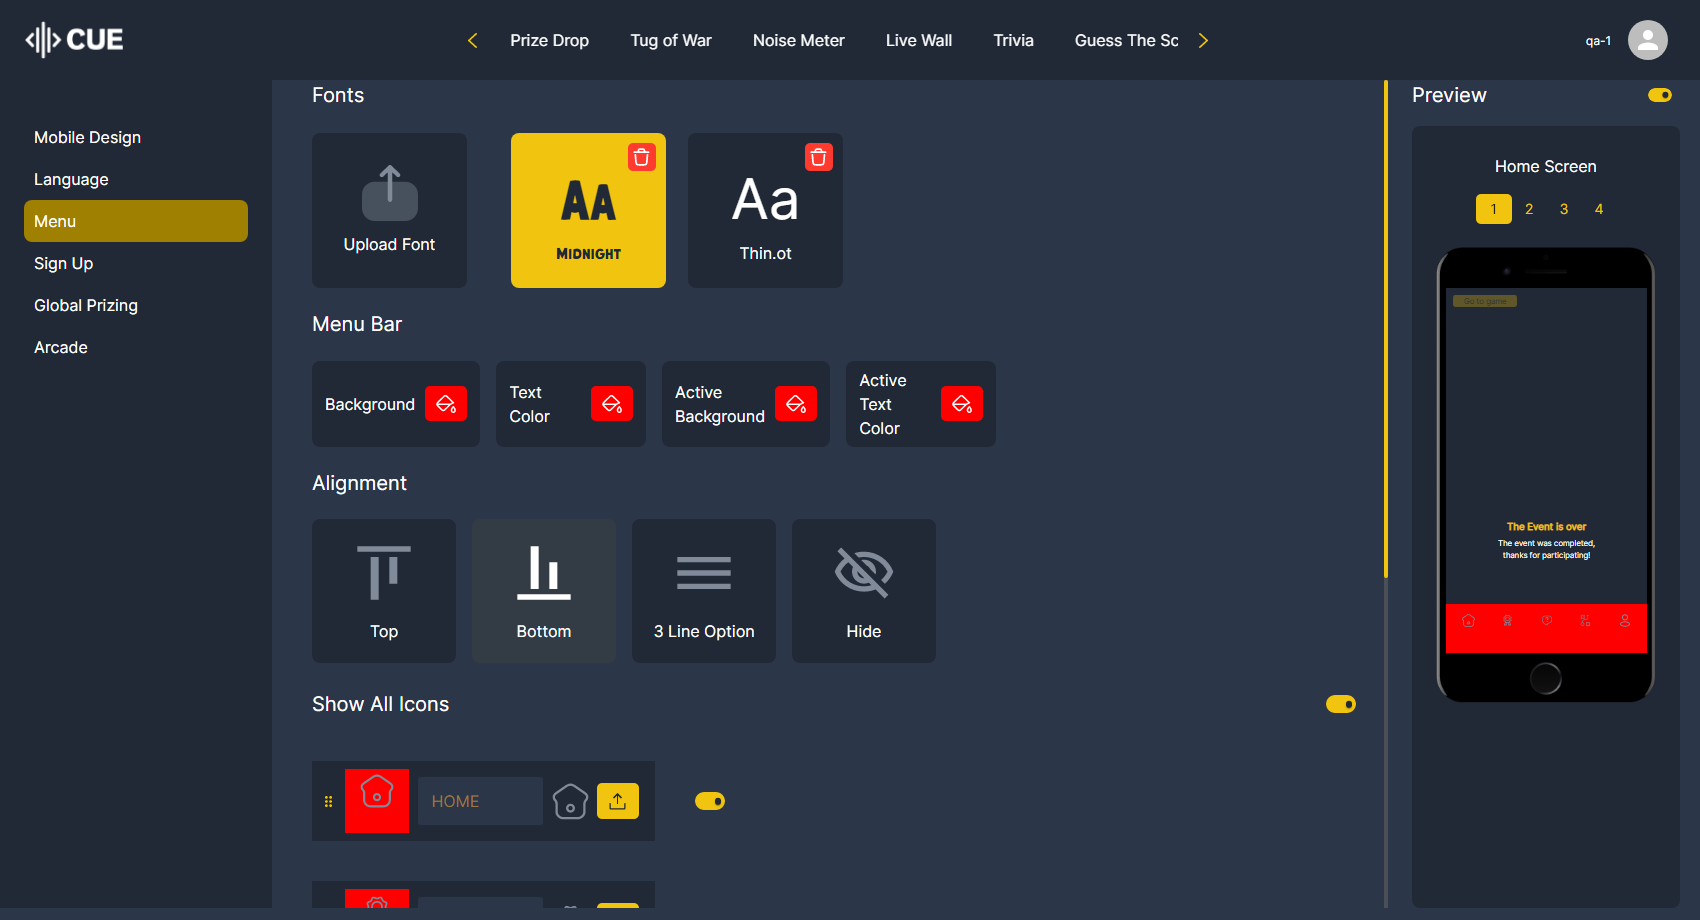 CUE
Prize Drop
Tug of War
Noise Meter
Live Wall
Trivia
Guess The Sc
qa-1
Mobile Design
Language
Menu
Sign Up
Global Prizing
Arcade
Fonts
Upload Font
AA
MIDNIGHT
Aa
Thin.ot
Menu Bar
Background
Text
Color
Active
Background
Active
Text
Color
Alignment
Top
Bottom
3 Line Option
Hide
Show All Icons
HOME
Preview
Home Screen
1 2 3 4
Go to game
The Event is over
The event was completed,
thanks for participating!